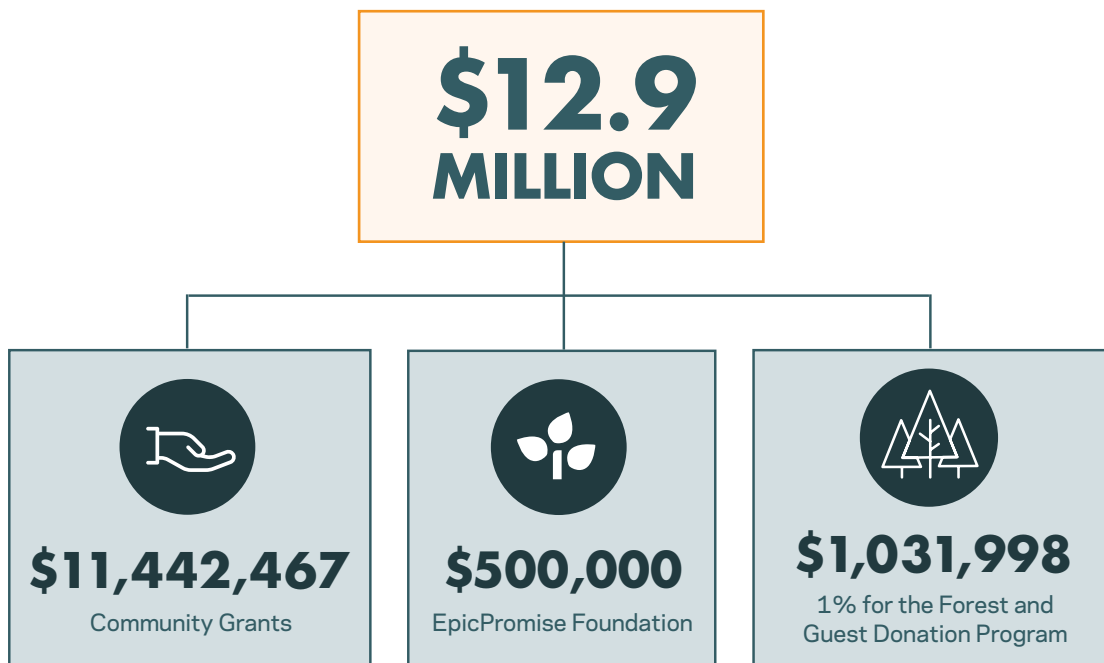 $12.9
MILLION
$11,442,467
Community Grants
$500,000
EpicPromise Foundation
$1,031,998
1% for the Forest and
Guest Donation Program